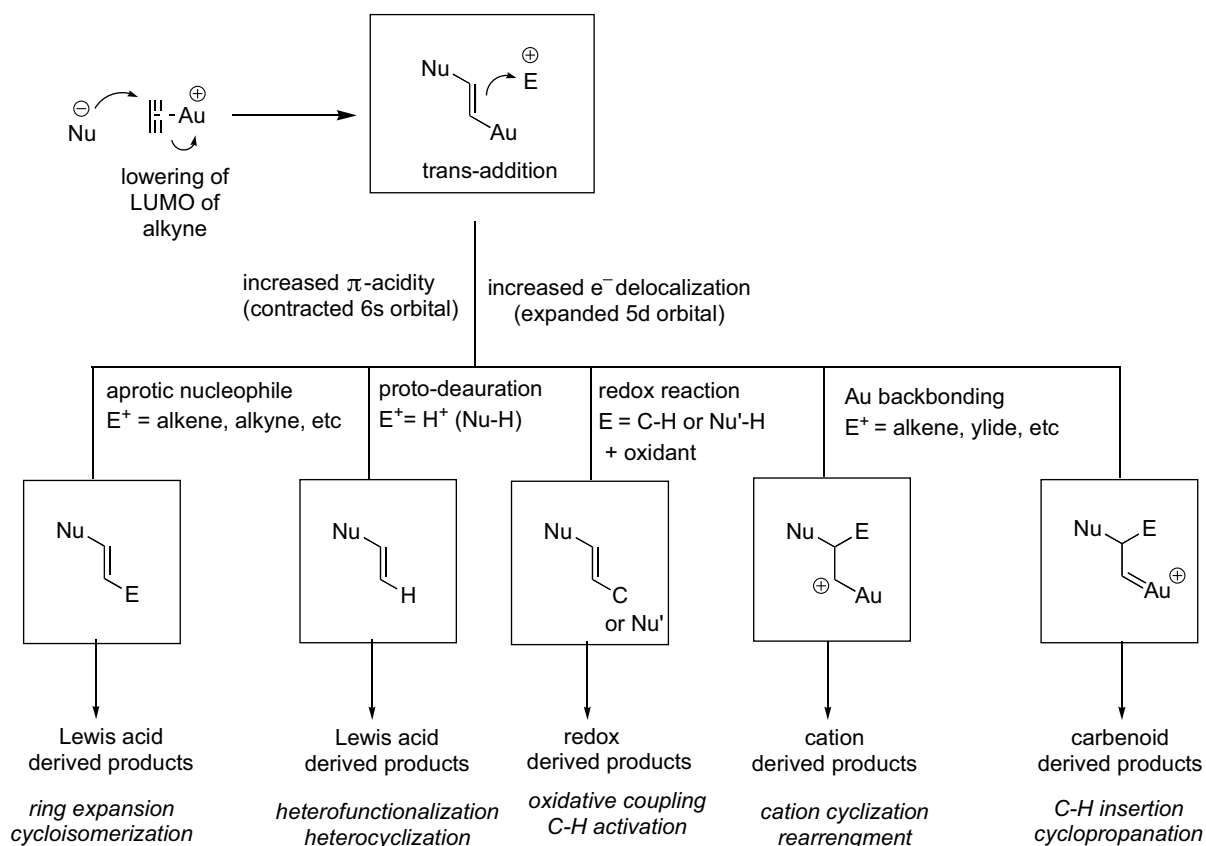 Nu
⊕
E
⊖
Nu
Au
⊕
Au
trans-addition
lowering of
LUMO of
alkyne
increased π-acidity
(contracted 6s orbital)
increased e⁻ delocalization
(expanded 5d orbital)
aprotic nucleophile
E⁺ = alkene, alkyne, etc
proto-deauration
E⁺= H⁺ (Nu-H)
redox reaction
E = C-H or Nu'-H
+ oxidant
Au backbonding
E⁺ = alkene, ylide, etc
Nu
E
Nu
H
Nu
C
or Nu'
Nu
E
⊕
Au
Nu
E
Au
⊕
Lewis acid
derived products
ring expansion
cycloisomerization
Lewis acid
derived products
heterofunctionalization
heterocyclization
redox
derived products
oxidative coupling
C-H activation
cation
derived products
cation cyclization
rearrengment
carbenoid
derived products
C-H insertion
cyclopropanation